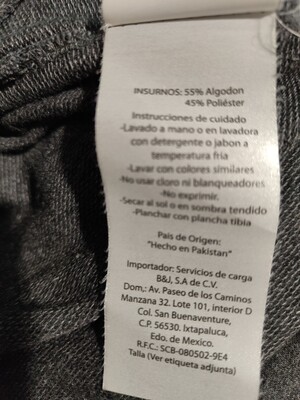 INSURNOS: 55% Algodon
45% Poliéster
Instrucciones de cuidado
-Lavado a mano o en lavadora
con detergente o jabon a
temperatura fria
-Lavar con colores similares
-No usar cloro ni blanqueadores
-No exprimir.
-Secar al sol o en sombra tendido
-Planchar con plancha tibia
Pais de Origen:
"Hecho en Pakistan"
Importador: Servicios de carga
B&J, S.A de C.V.
Dom,: Av. Paseo de los Caminos
Manzana 32. Lote 101, interior D
Col. San Buenaventure,
C.P. 56530. Ixtapaluca,
Edo. de Mexico.
R.F.C.: SCB-080502-9E4
Talla (Ver etiqueta adjunta)